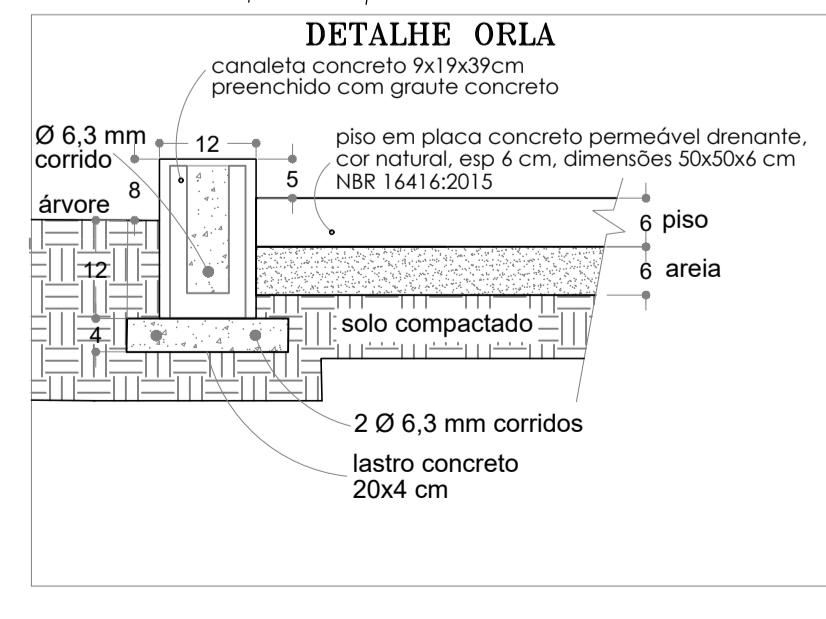 DETALHE ORLA
canaleta concreto 9x19x39cm
preenchido com graute concreto
Ø 6,3 mm
corrido
12
piso em placa concreto permeável drenante,
cor natural, esp 6 cm, dimensões 50x50x6 cm
NBR 16416:2015
5
8
árvore
6 piso
12
6 areia
solo compactado
4
2 Ø 6,3 mm corridos
lastro concreto
20x4 cm